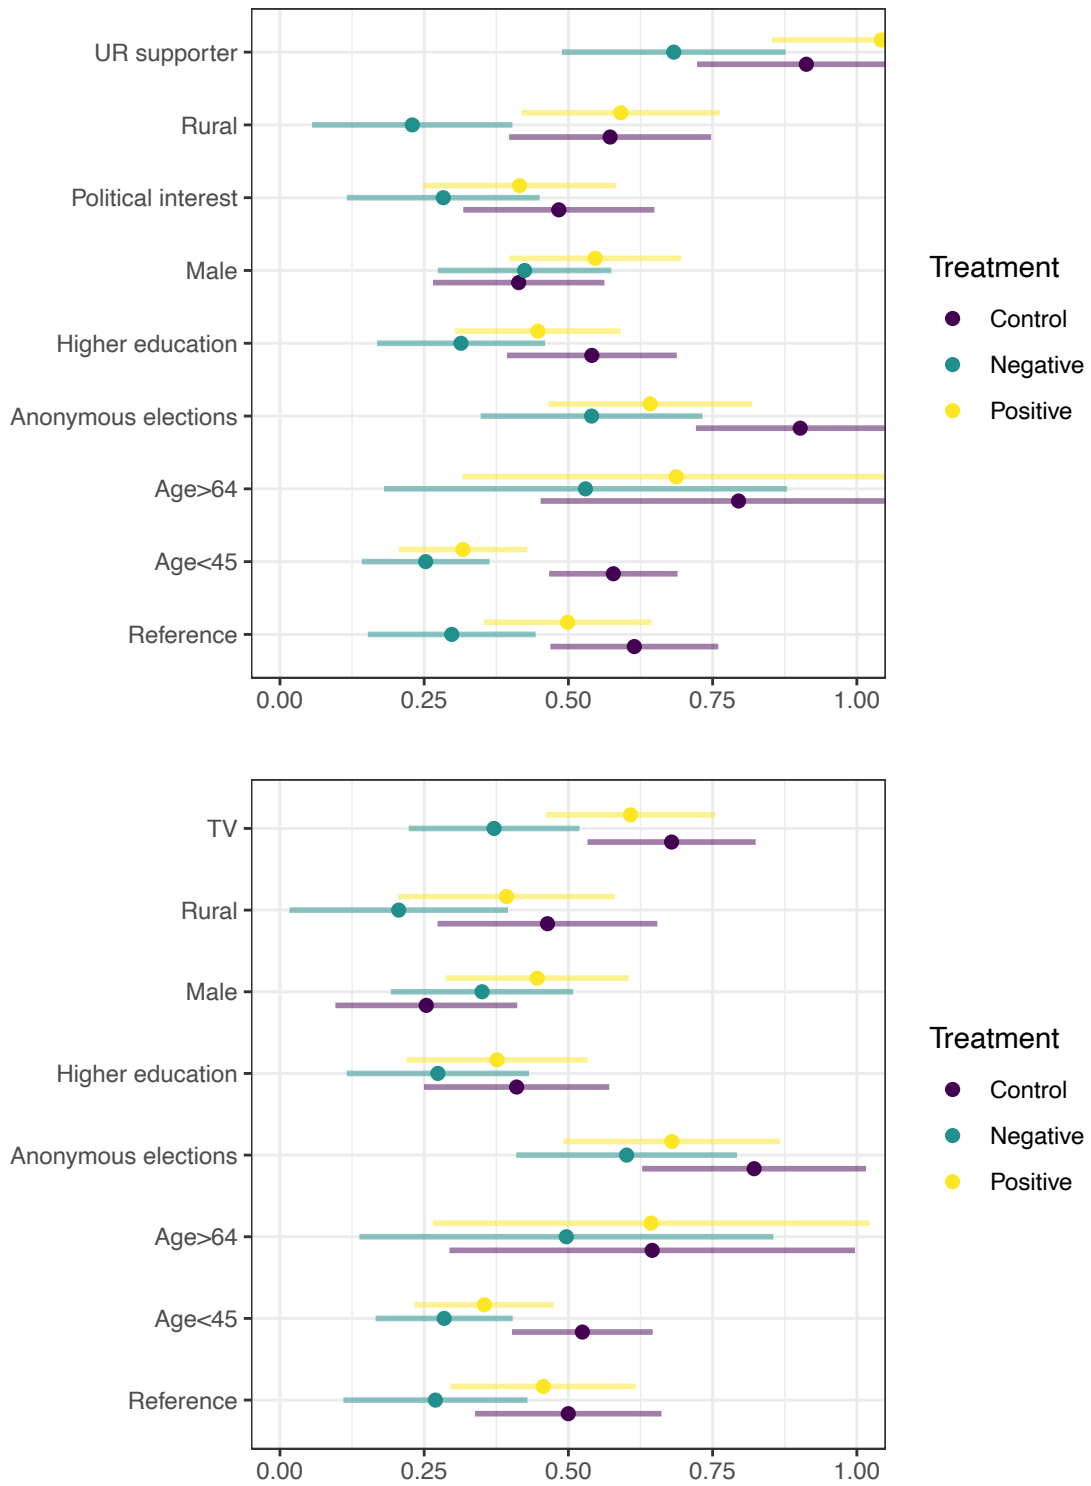 UR supporter
Rural
Political interest
Male
Higher education
Anonymous elections
Age>64
Age<45
Reference
0.00 0.25 0.50 0.75 1.00
Treatment
Control
Negative
Positive
TV
Rural
Male
Higher education
Anonymous elections
Age>64
Age<45
Reference
0.00 0.25 0.50 0.75 1.00
Treatment
Control
Negative
Positive